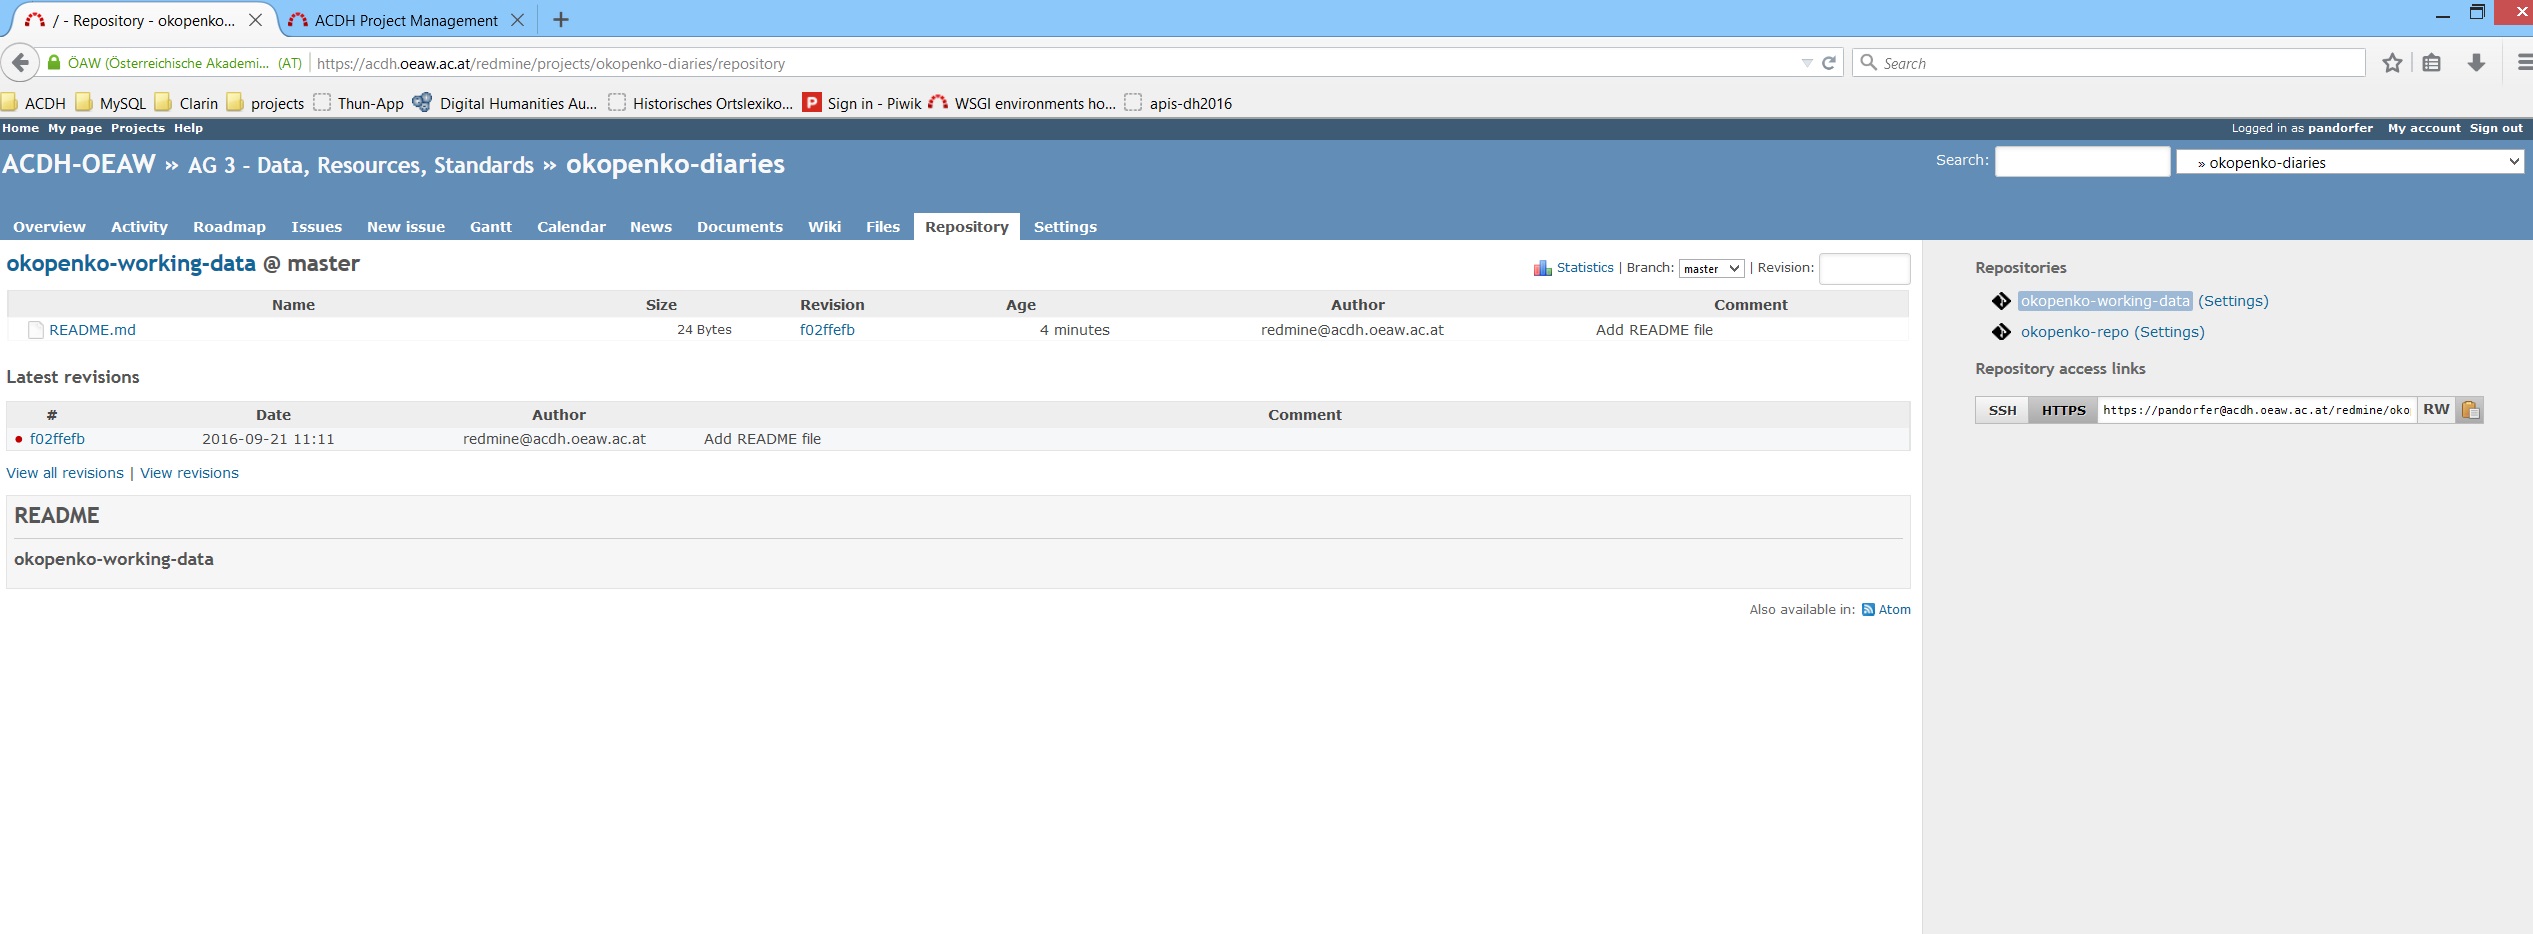 / - Repository - okopenko... ACDH Project Management
ÖAW (Österreichische Akademi... (AT) https://acdh.oeaw.ac.at/redmine/projects/okopenko-diaries/repository Search
ACDH MySQL Clarin projects Thun-App Digital Humanities Au... Historisches Ortslexiko... P Sign in - Piwik WSGI environments ho... apis-dh2016
Home My page Projects Help Logged in as pandorfer My account Sign out
ACDH-OEAW » AG 3 - Data, Resources, Standards » okopenko-diaries Search: » okopenko-diaries
Overview Activity Roadmap Issues New issue Gantt Calendar News Documents Wiki Files Repository Settings
okopenko-working-data @ master Statistics | Branch: master | Revision:
Name Size Revision Age Author Comment
README.md 24 Bytes f02ffefb 4 minutes redmine@acdh.oeaw.ac.at Add README file
Latest revisions
# Date Author Comment
f02ffefb 2016-09-21 11:11 redmine@acdh.oeaw.ac.at Add README file
View all revisions | View revisions
README
okopenko-working-data
Also available in: Atom
Repositories
okopenko-working-data (Settings)
okopenko-repo (Settings)
Repository access links
SSH HTTPS https://pandorfer@acdh.oeaw.ac.at/redmine/oko RW